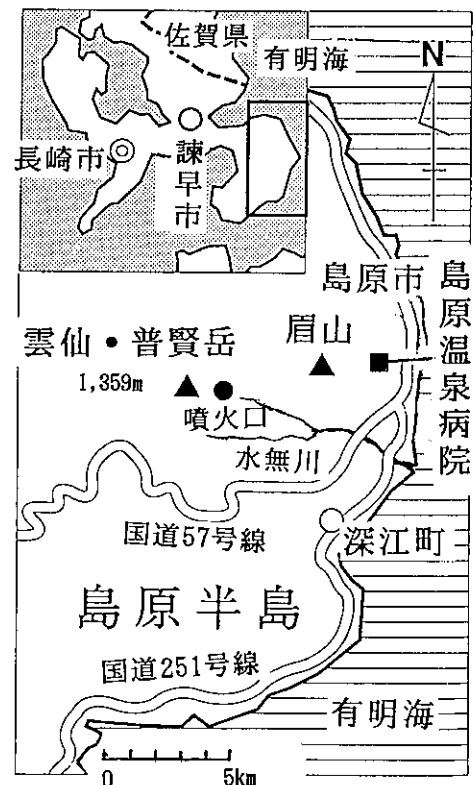 佐賀県
有明海
N
長崎市
諫早市
島原市
島原温泉病院
眉山
雲仙・普賢岳
1,359m
噴火口
水無川
国道57号線
深江町
島原半島
国道251号線
有明海
0 5km